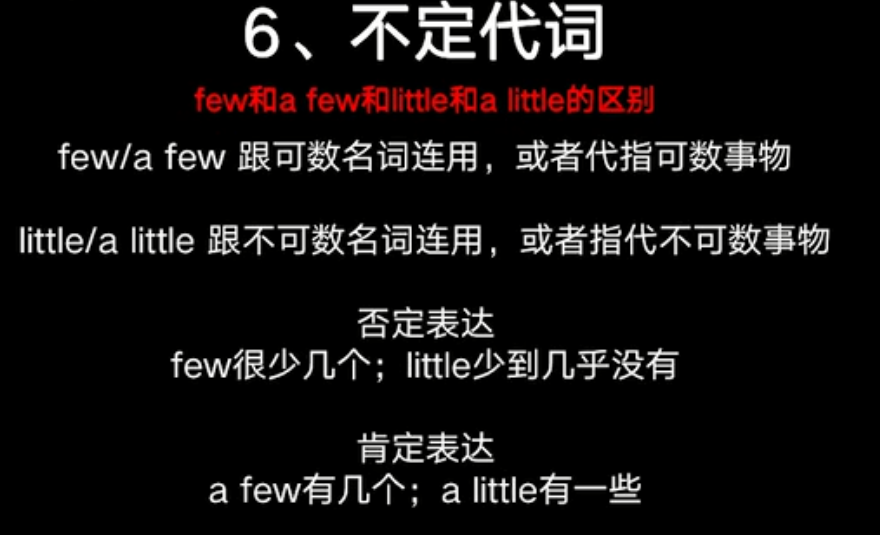 6、不定代词
few和a few和little和a little的区别
few/a few 跟可数名词连用，或者代指可数事物
little/a little 跟不可数名词连用，或者指代不可数事物
否定表达
few很少几个；little少到几乎没有
肯定表达
a few有几个；a little有一些